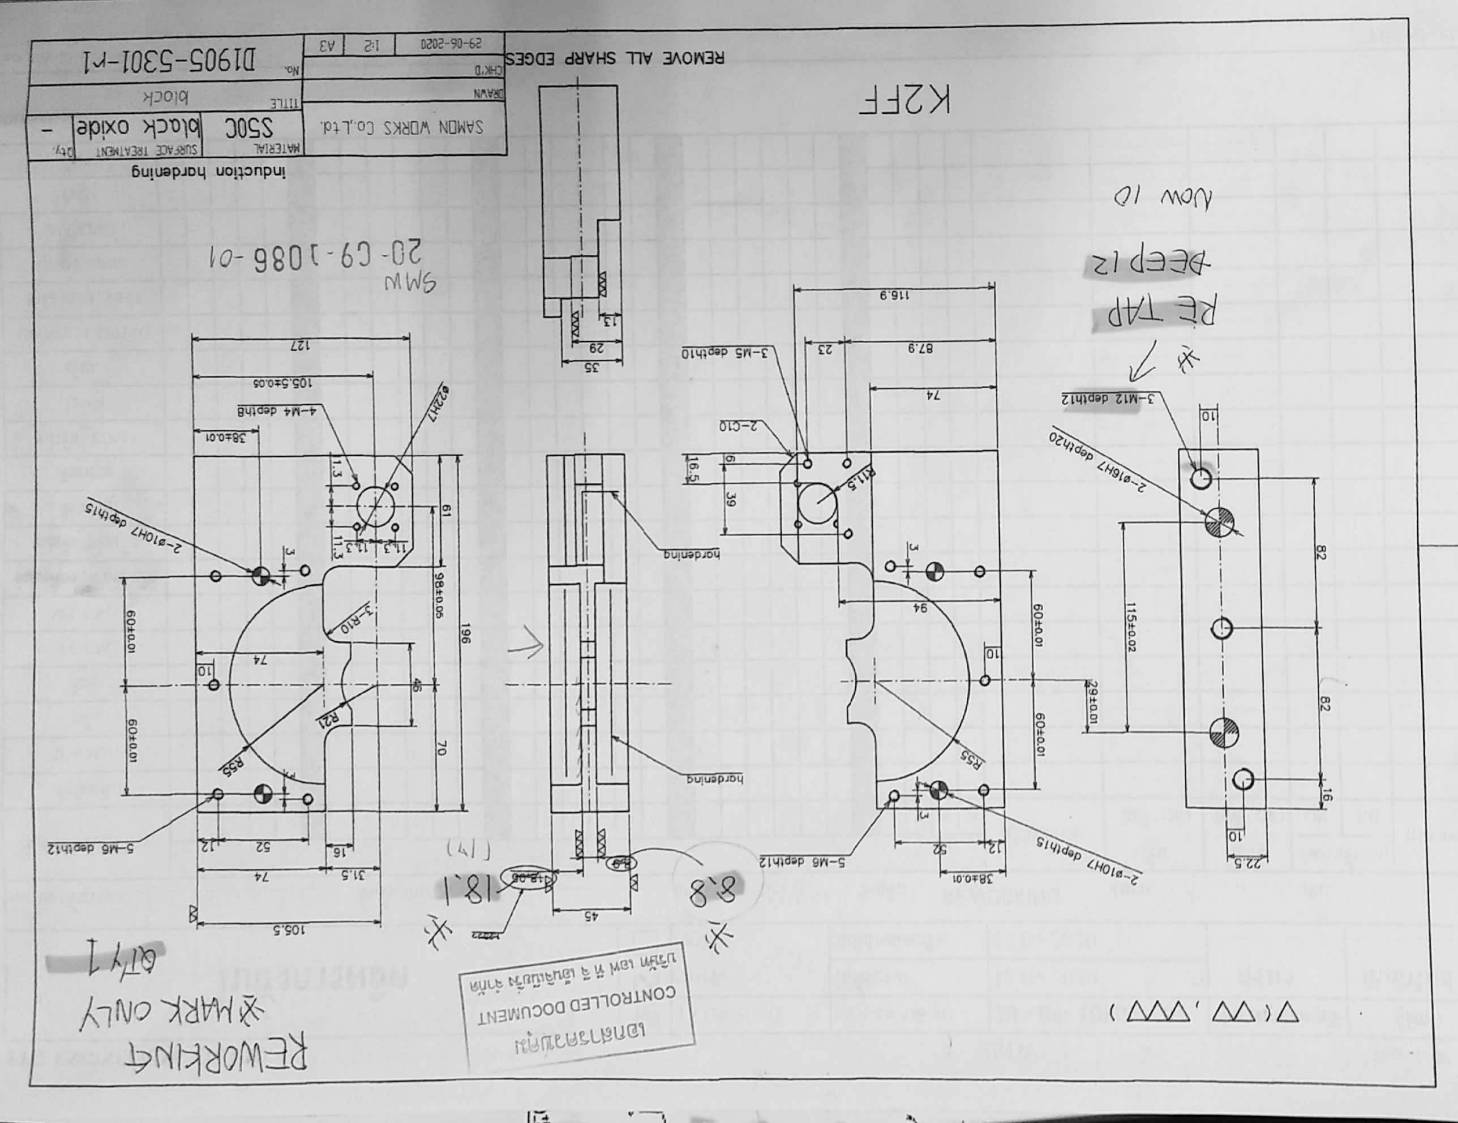 REWORKING
※MARK ONLY
QTY 1
เอกสารควบคุม
CONTROLLED DOCUMENT
บริษัท เอฟ ที จี เอ็นจิเนียริ่ง จำกัด
▽(▽▽ ,▽▽▽ )
22.5
10
16
82
82
115±0.02
29±0.01
2-ø16H7 depth20
10
3-M12 depth12
※
RE TAP
DEEP 12
NOW 10
2-ø10H7 depth15
38±0.01
12
52
3
5-M6 depth12
R55
60±0.01
10
60±0.01
94
3
R11.5
39
6
16.5
2-C10
74
87.9
23
3-M5 depth10
116.9
※
8.8
45
※
18.05
18.1
(17)
hardening
hardening
35
29
13
105.5
31.5
74
16
52
12
5-M6 depth12
3
R55
70
R21
60±0.01
46
10
74
196
3-R10
60±0.01
98±0.05
3
11.3
11.3
11.3
61
11.3
2-ø10H7 depth15
38±0.01
4-M4 depth8
ø22H7
105.5±0.05
127
SMW
20-09-1086-01
K2FF
REMOVE ALL SHARP EDGES
induction hardening
SAMON WORKS Co.,Ltd.
MATERIAL
S50C
SURFACE TREATMENT
black oxide
Qty.
-
DRAWN
TITLE
block
CHK'D
No.
D1905-5301-r1
29-06-2020
1:2
A3